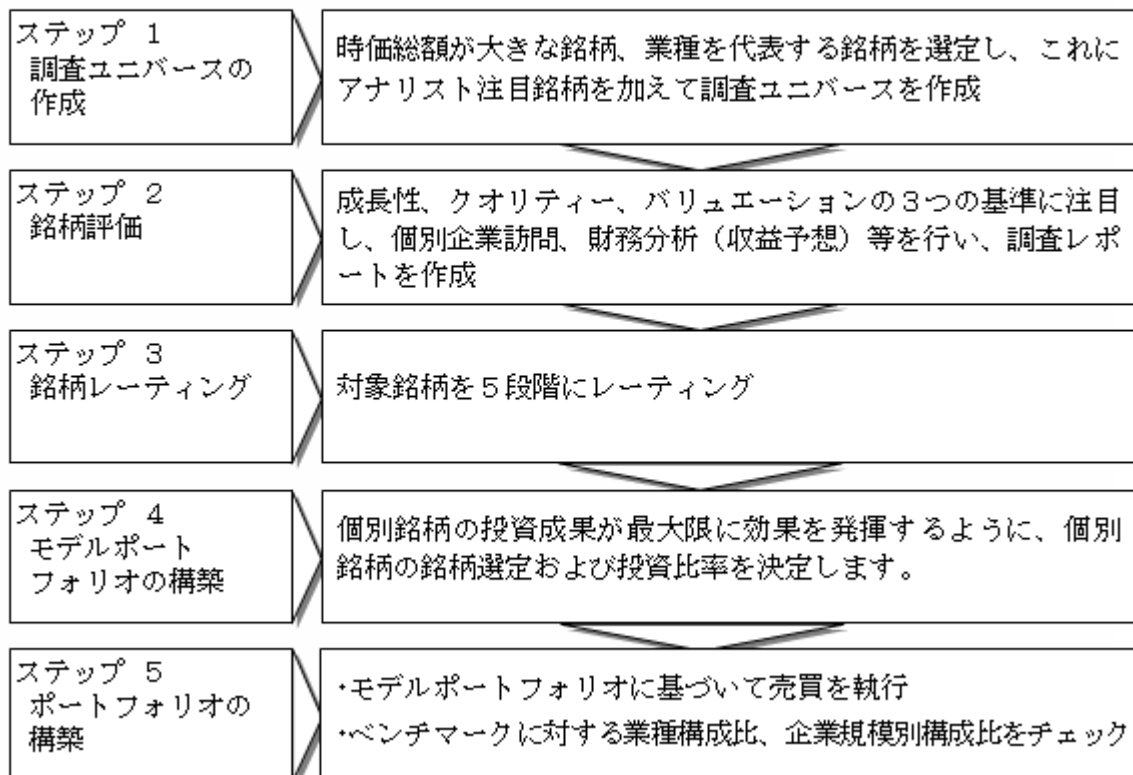 ステップ 1
調査ユニバースの
作成
時価総額が大きな銘柄、業種を代表する銘柄を選定し、これに
アナリスト注目銘柄を加えて調査ユニバースを作成
ステップ 2
銘柄評価
成長性、クオリティー、バリュエーションの3つの基準に注目
し、個別企業訪問、財務分析(収益予想)等を行い、調査レポ
ートを作成
ステップ 3
銘柄レーティング
対象銘柄を5段階にレーティング
ステップ 4
モデルポート
フォリオの構築
個別銘柄の投資成果が最大限に効果を発揮するように、個別
銘柄の銘柄選定および投資比率を決定します。
ステップ 5
ポートフォリオの
構築
・モデルポートフォリオに基づいて売買を執行
・ベンチマークに対する業種構成比、企業規模別構成比をチェック